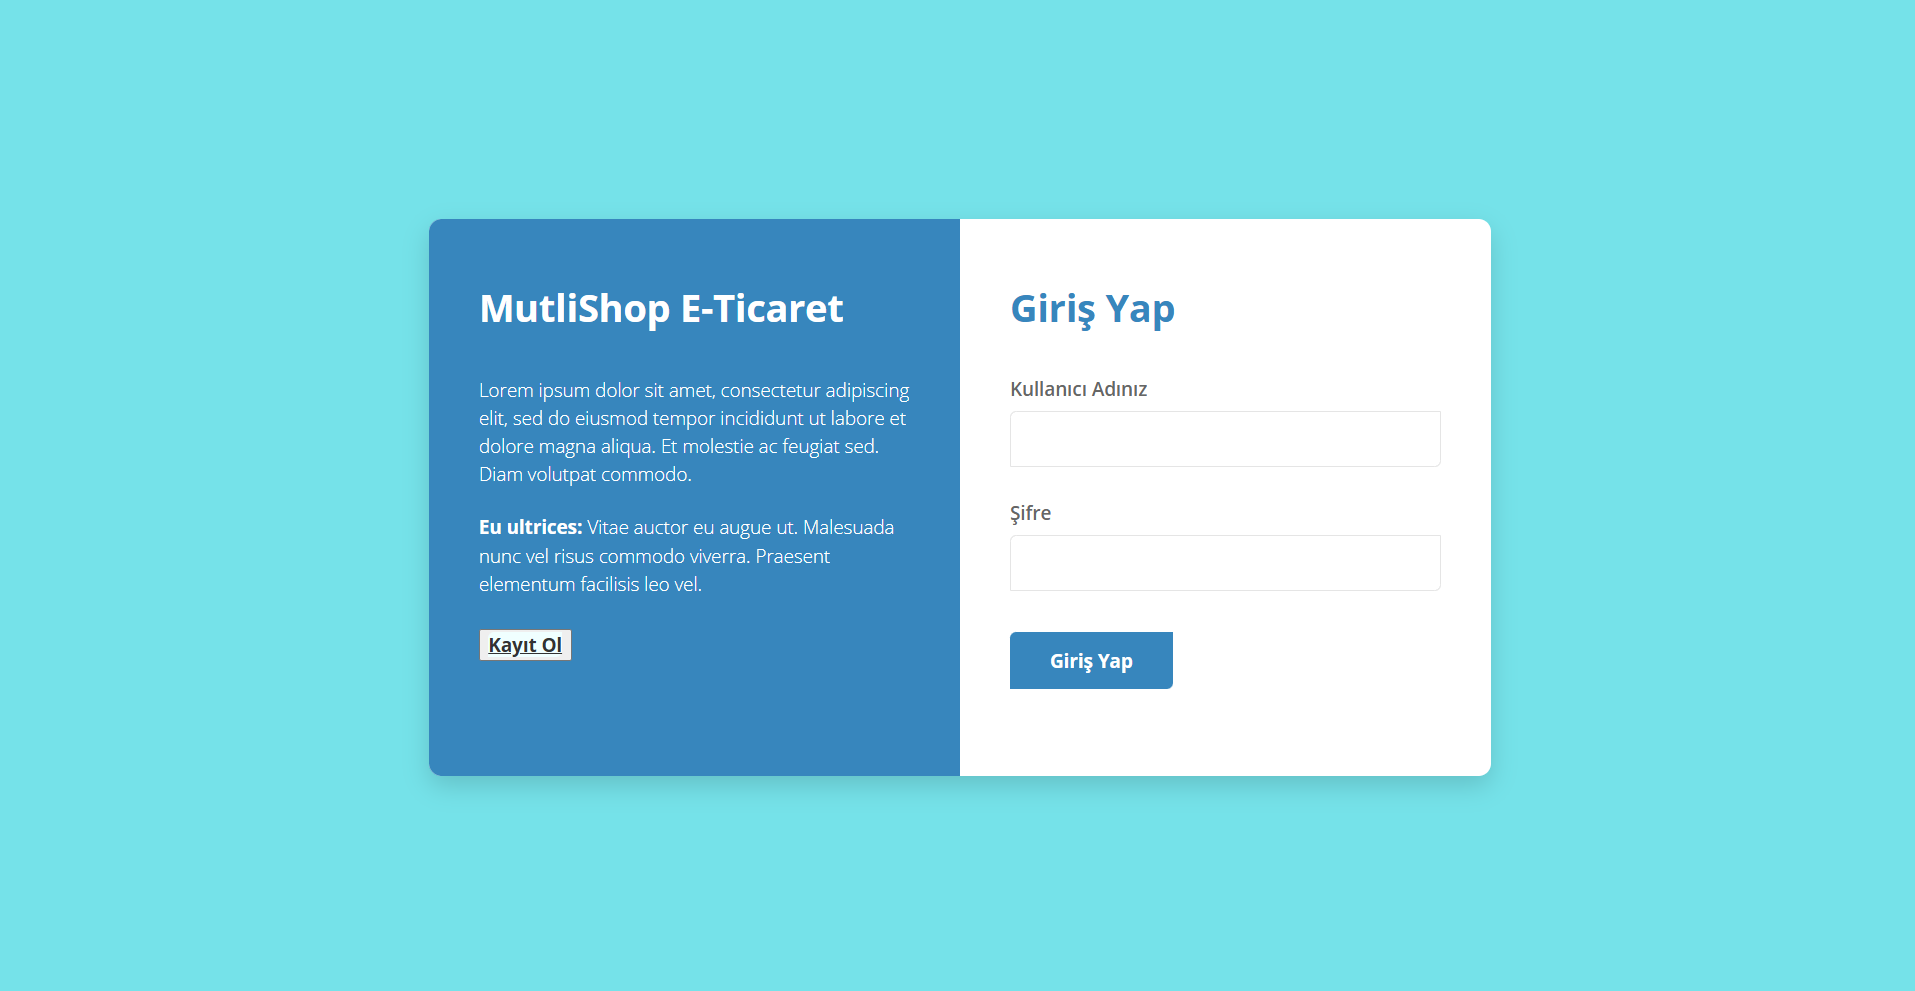 MutliShop E-Ticaret
Lorem ipsum dolor sit amet, consectetur adipiscing
elit, sed do eiusmod tempor incididunt ut labore et
dolore magna aliqua. Et molestie ac feugiat sed.
Diam volutpat commodo.
Eu ultrices: Vitae auctor eu augue ut. Malesuada
nunc vel risus commodo viverra. Praesent
elementum facilisis leo vel.
Kayıt Ol
Giriş Yap
Kullanıcı Adınız
Şifre
Giriş Yap